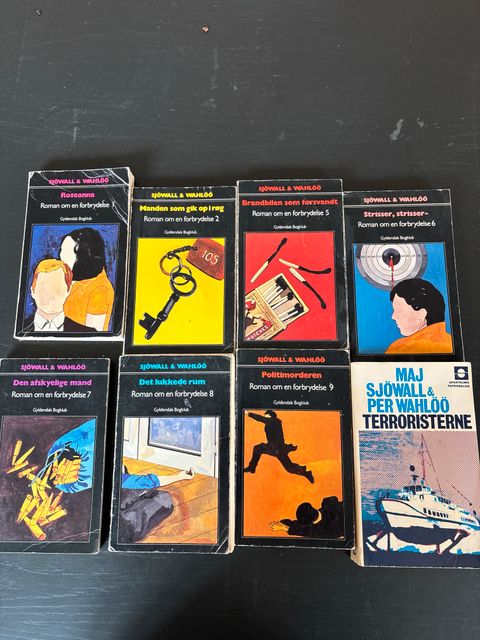 SJÖWALL & WAHLÖÖ
Roseanna
Roman om en forbrydelse
Gyldendals Bogklub
SJÖWALL & WAHLÖÖ
Manden som gik op i røg
Roman om en forbrydelse 2
Gyldendals Bogklub
105
SJÖWALL & WAHLÖÖ
Brandbilen som forsvandt
Roman om en forbrydelse 5
Gyldendals Bogklub
SJÖWALL & WAHLÖÖ
Strisser, strisser-
Roman om en forbrydelse 6
Gyldendals Bogklub
SJÖWALL & WAHLÖÖ
Den afskyelige mand
Roman om en forbrydelse 7
Gyldendals Bogklub
SJÖWALL & WAHLÖÖ
Det lukkede rum
Roman om en forbrydelse 8
Gyldendals Bogklub
SJÖWALL & WAHLÖÖ
Politimorderen
Roman om en forbrydelse 9
Gyldendals Bogklub
SPEKTRUMS
PAPERBACKS
MAJ
SJÖWALL &
PER WAHLÖÖ
TERRORISTERNE